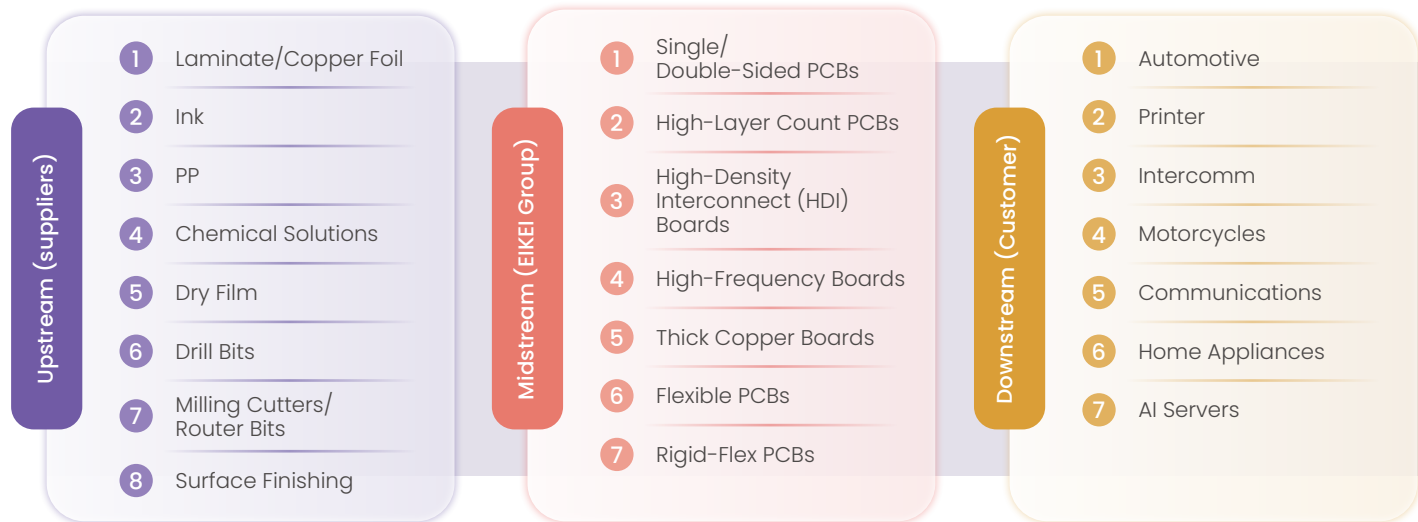 Upstream (suppliers)
1 Laminate/Copper Foil
2 Ink
3 PP
4 Chemical Solutions
5 Dry Film
6 Drill Bits
7 Milling Cutters/
Router Bits
8 Surface Finishing
Midstream (EIKEI Group)
1 Single/
Double-Sided PCBs
2 High-Layer Count PCBs
3 High-Density
Interconnect (HDI)
Boards
4 High-Frequency Boards
5 Thick Copper Boards
6 Flexible PCBs
7 Rigid-Flex PCBs
Downstream (Customer)
1 Automotive
2 Printer
3 Intercomm
4 Motorcycles
5 Communications
6 Home Appliances
7 AI Servers